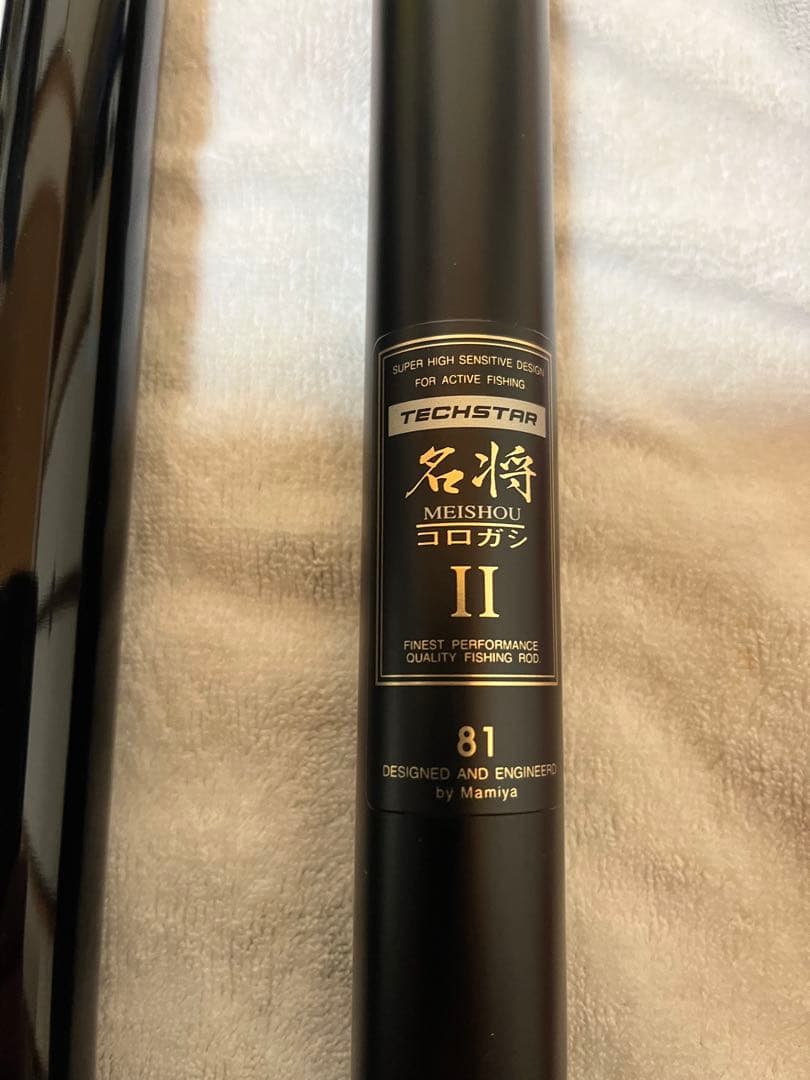 SUPER HIGH SENSITIVE DESIGN
FOR ACTIVE FISHING
TECHSTAR
名将
MEISHOU
コロガシ
II
FINEST PERFORMANCE
QUALITY FISHING ROD.
81
DESIGNED AND ENGINEERD
by Mamiya